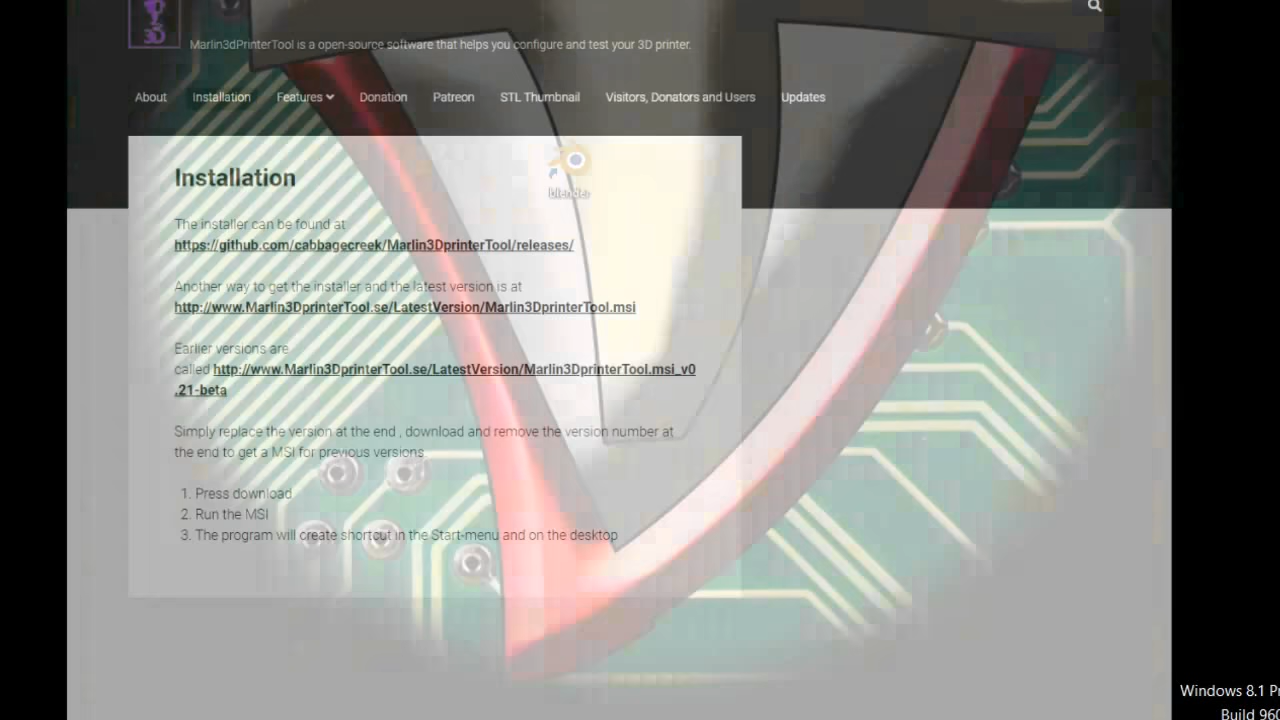 3D
Marlin3dPrinterTool is a open-source software that helps you configure and test your 3D printer.
About Installation Features Donation Patreon STL Thumbnail Visitors, Donators and Users Updates
Installation
blender
The installer can be found at
https://github.com/cabbagecreek/Marlin3DprinterTool/releases/
Another way to get the installer and the latest version is at
http://www.Marlin3DprinterTool.se/LatestVersion/Marlin3DprinterTool.msi
Earlier versions are
called http://www.Marlin3DprinterTool.se/LatestVersion/Marlin3DprinterTool.msi_v0
.21-beta
Simply replace the version at the end , download and remove the version number at
the end to get a MSI for previous versions.
1. Press download
2. Run the MSI
3. The program will create shortcut in the Start-menu and on the desktop
Windows 8.1 P
Build 960